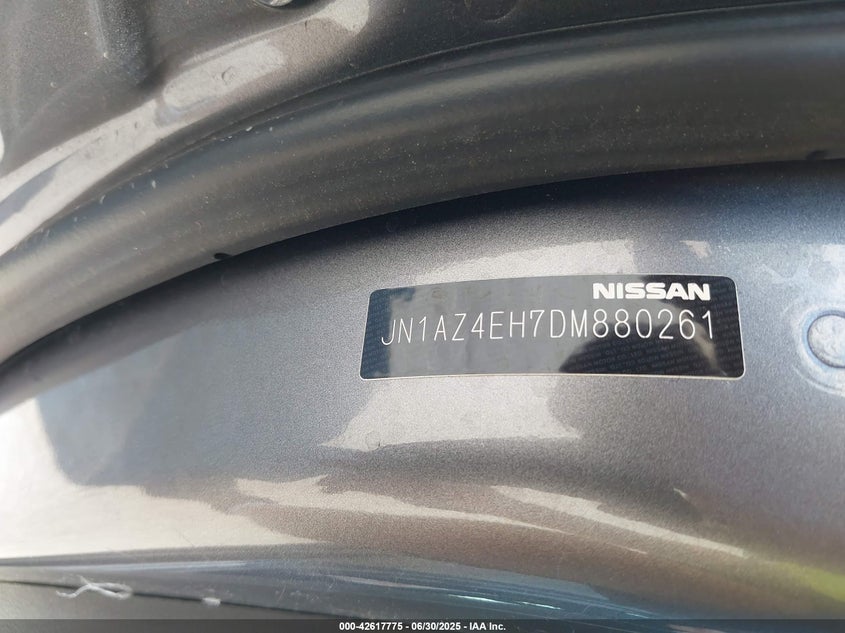 NISSAN
JN1AZ4EH7DM880261
000-42617775 — 06/30/2025 — IAA Inc.